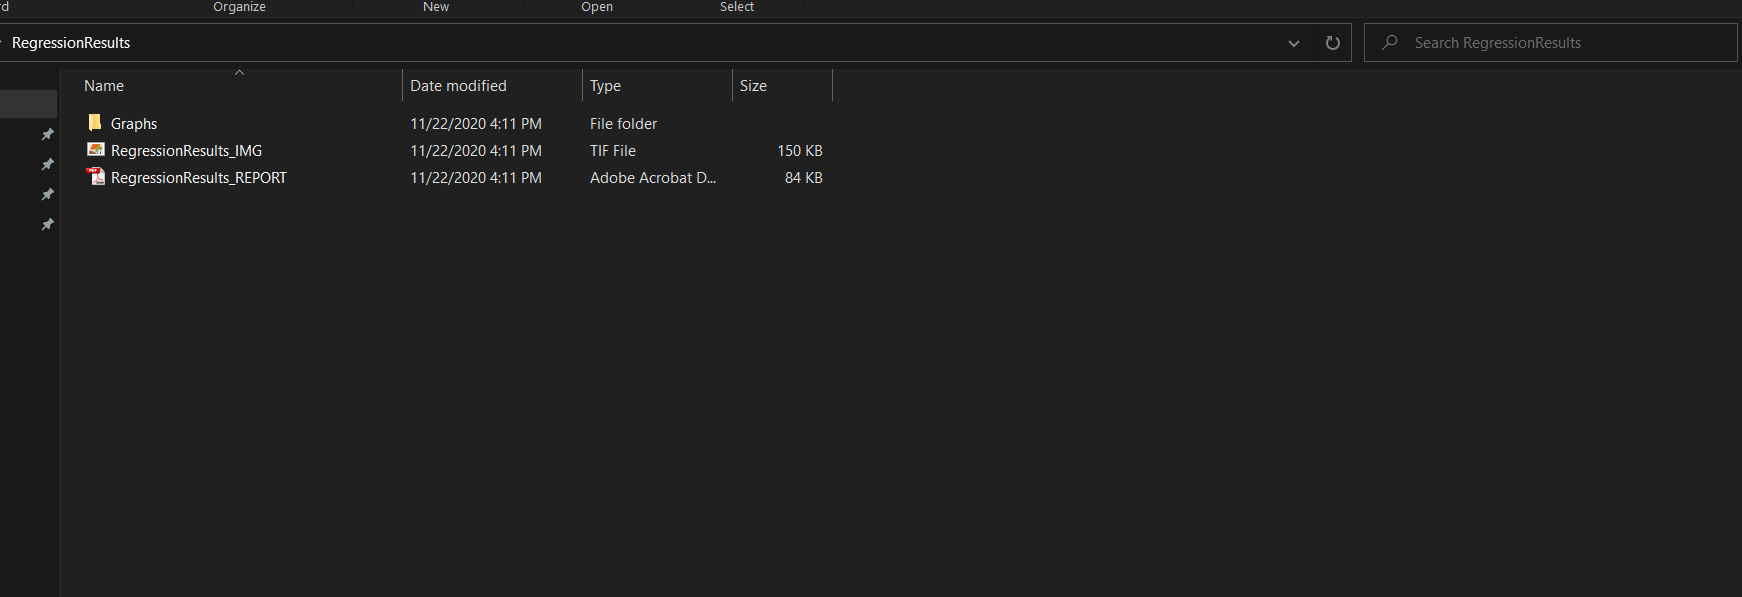 Organize New Open Select
RegressionResults Search RegressionResults
Name Date modified Type Size
Graphs 11/22/2020 4:11 PM File folder
RegressionResults_IMG 11/22/2020 4:11 PM TIF File 150 KB
RegressionResults_REPORT 11/22/2020 4:11 PM Adobe Acrobat D... 84 KB